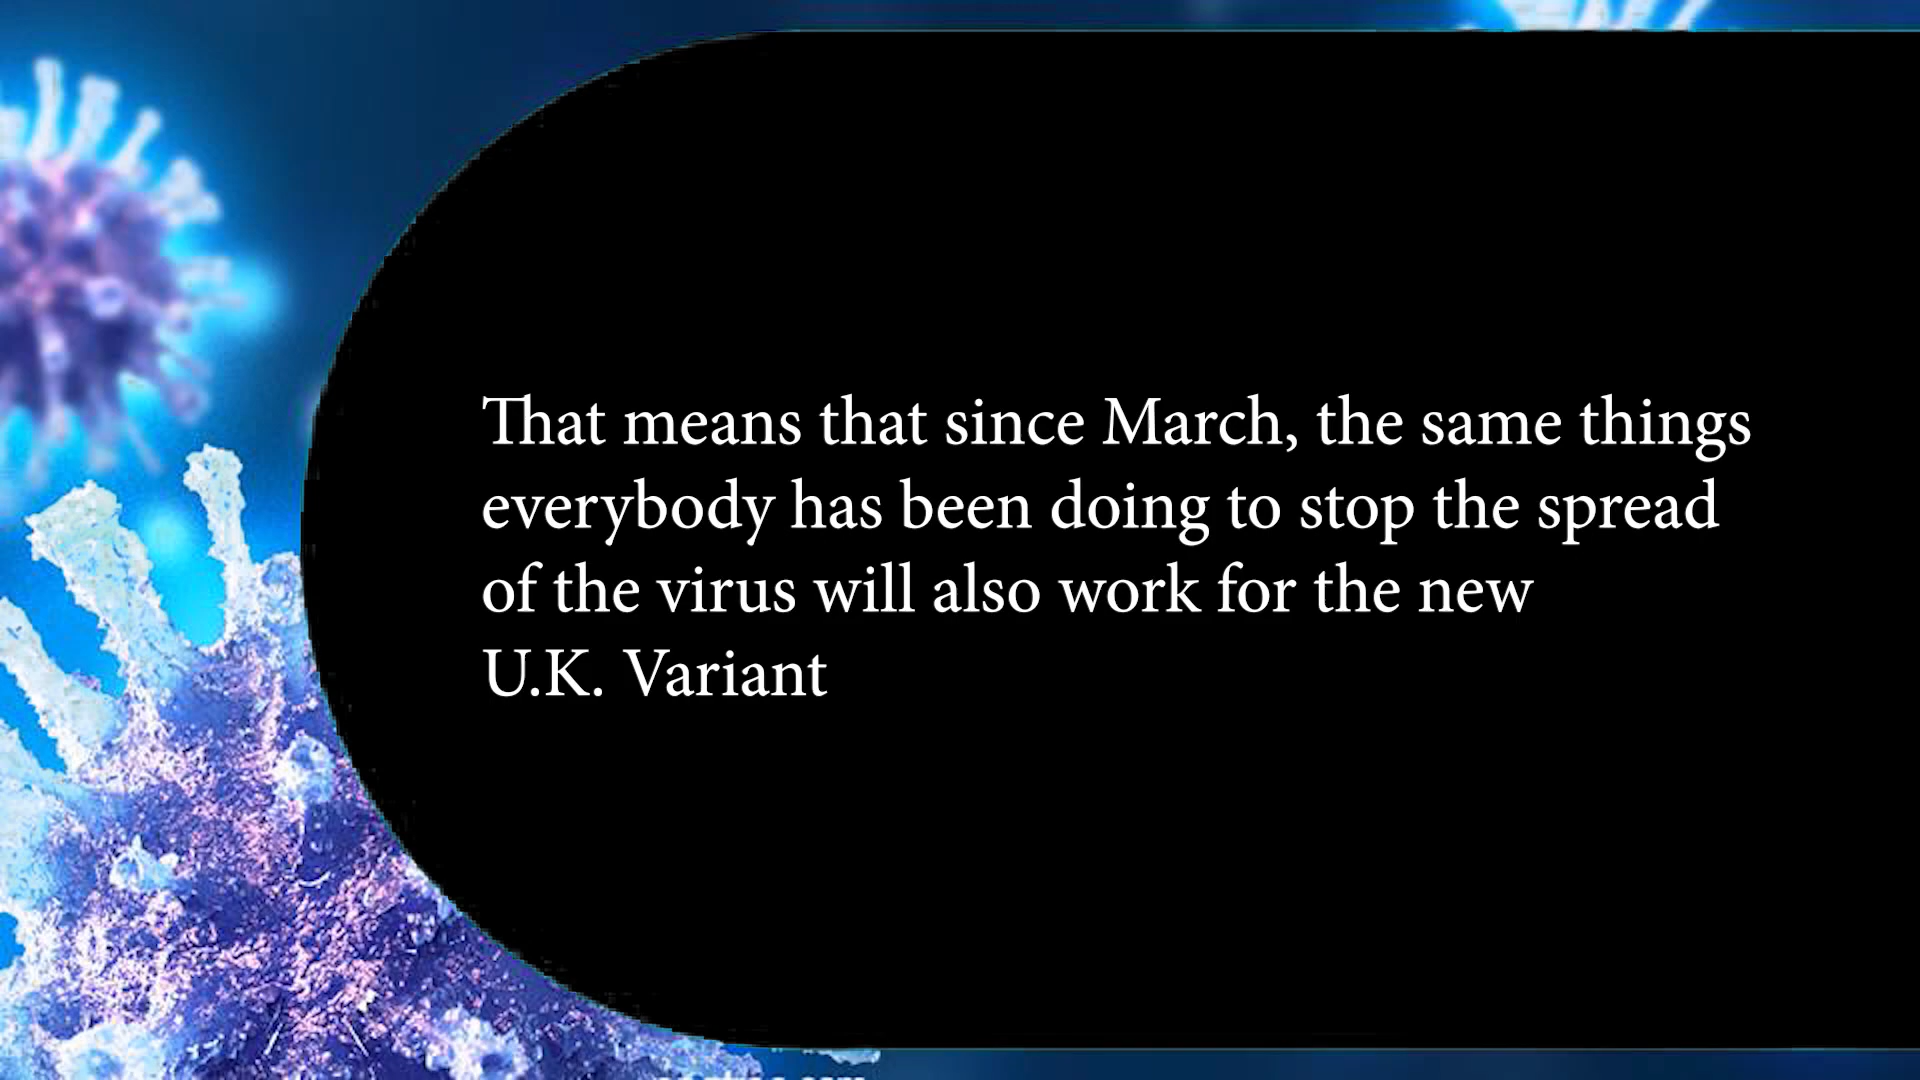 That means that since March, the same things
everybody has been doing to stop the spread
of the virus will also work for the new
U.K. Variant